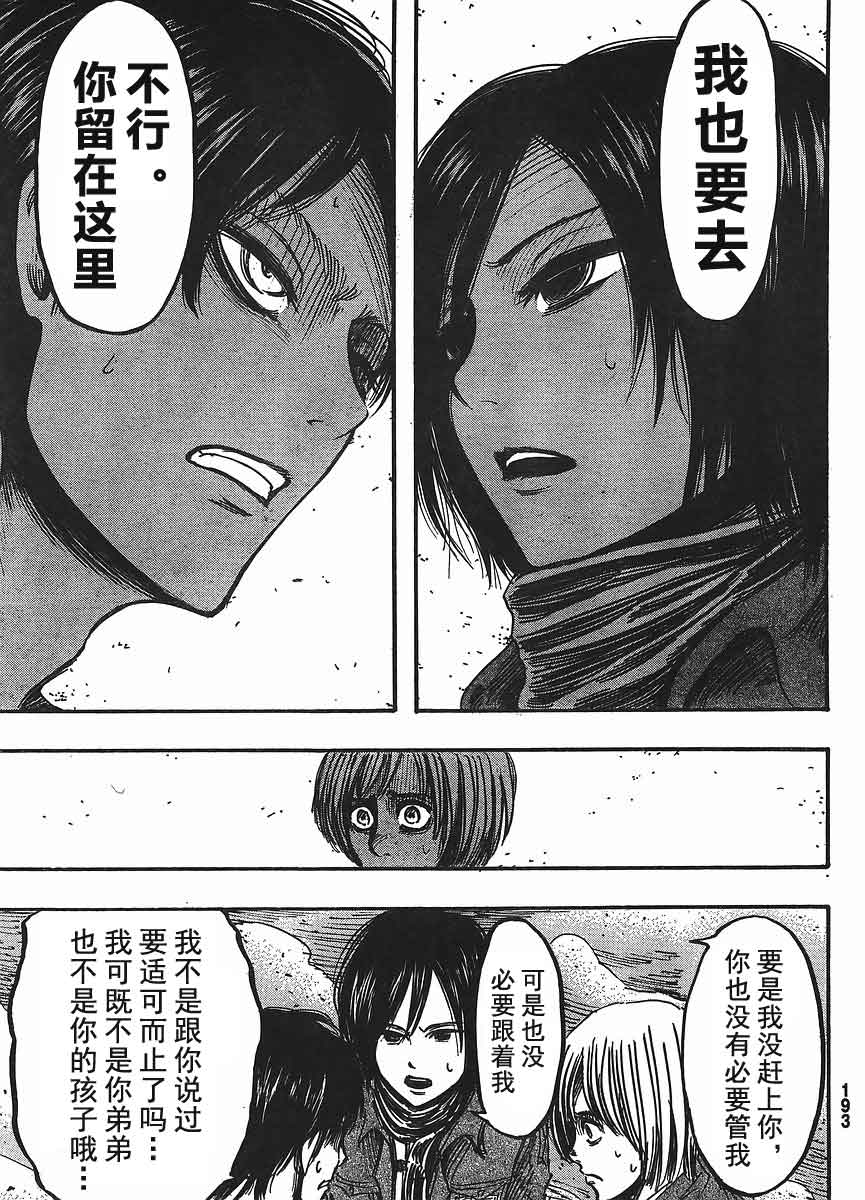 我也要去
不行。
你留在这里
要是我没赶上你，
你也没有必要管我
可是也没
必要跟着我
我不是跟你说过
要适可而止了吗…
我可既不是你弟弟
也不是你的孩子哦…
193